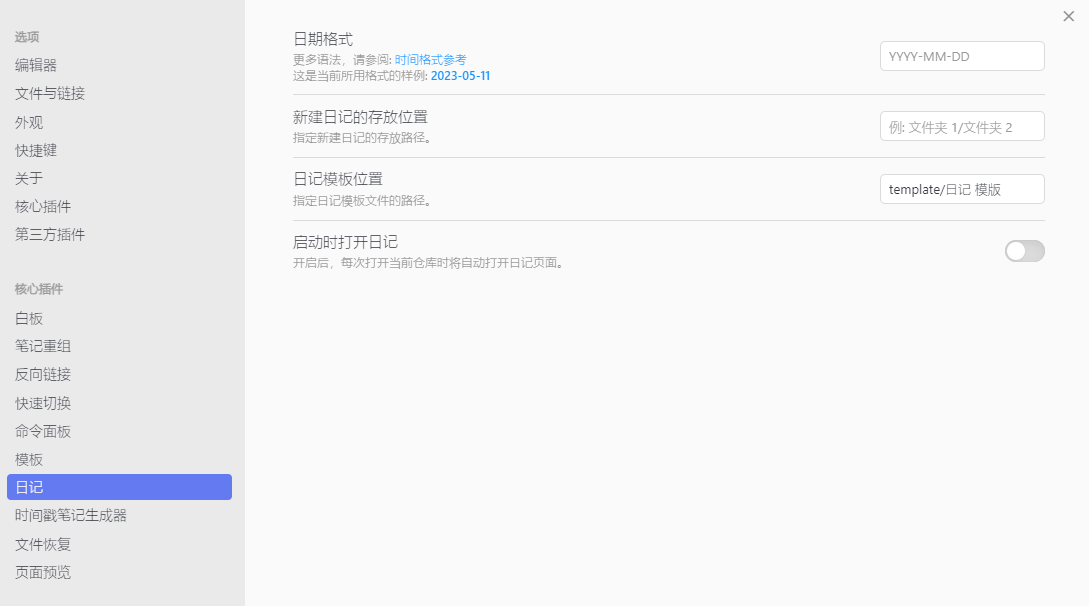 选项
编辑器
文件与链接
外观
快捷键
关于
核心插件
第三方插件
核心插件
白板
笔记重组
反向链接
快速切换
命令面板
模板
日记
时间戳笔记生成器
文件恢复
页面预览
日期格式
更多语法，请参阅: 时间格式参考
这是当前所用格式的样例: 2023-05-11
YYYY-MM-DD
新建日记的存放位置
指定新建日记的存放路径。
例: 文件夹 1/文件夹 2
日记模板位置
指定日记模板文件的路径。
template/日记 模版
启动时打开日记
开启后，每次打开当前仓库时将自动打开日记页面。